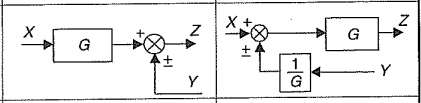 X G + Z
± Y
X + G Z
± 1/G Y